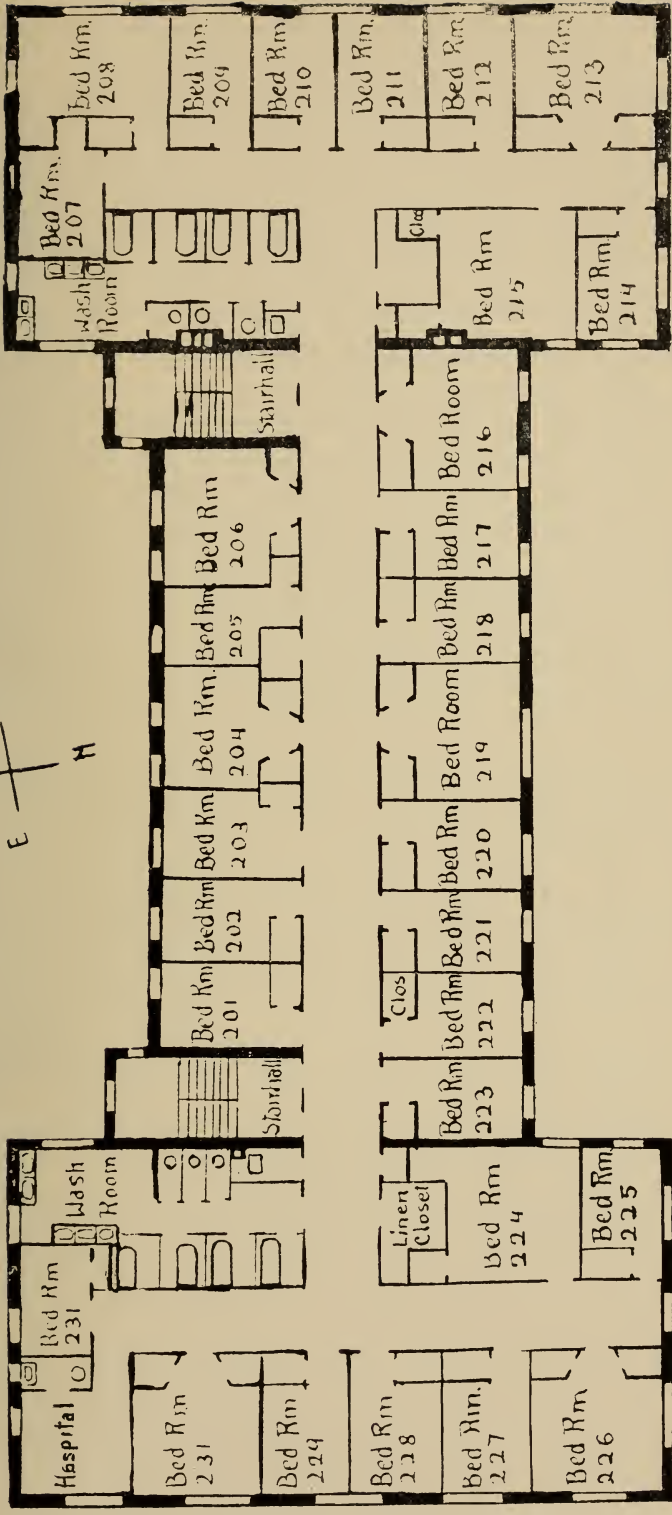 Bed Rm.
208
Bed Rm.
209
Bed Rm
210
Bed Rm.
211
Bed Rm
212
Bed Rm.
213
Bed Rm.
207
Wash
Room
Clos
Bed Rm
215
Bed Rm
214
Stairhall
Bed Rm
206
Bed Room
216
Bed Rm
205
Bed Rm
217
Bed Rm
218
Bed Rm.
204
Bed Room
219
Bed Rm
203
Bed Rm
220
Bed Rm
202
Bed Rm
221
Bed Rm
201
Clos
Bed Rm
222
Stairhall
Bed Rm
223
E
N
Wash
Room
Linen
Closet
Bed Rm
224
Bed Rm
225
Bed Rm
231
Hospital
Bed Rm
231
Bed Rm
229
Bed Rm
228
Bed Rm.
227
Bed Rm
226